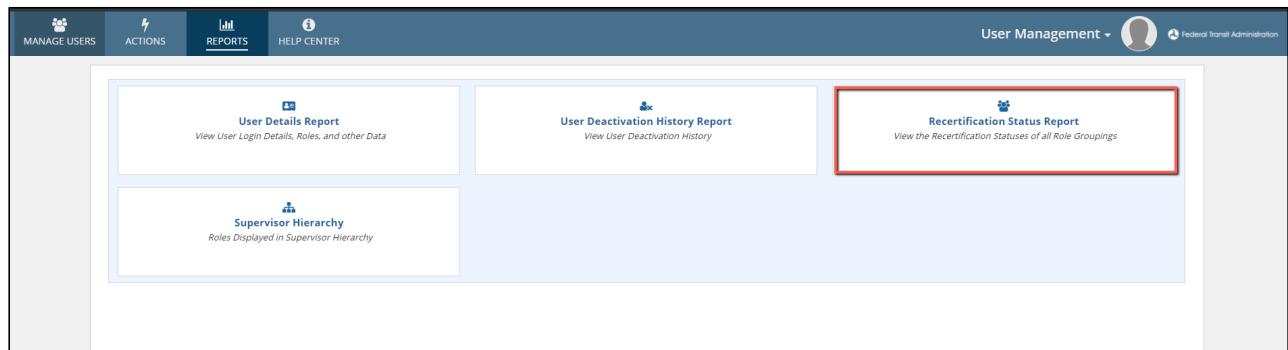 MANAGE USERS
ACTIONS
REPORTS
HELP CENTER
User Management
Federal Transit Administration
User Details Report
View User Login Details, Roles, and other Data
User Deactivation History Report
View User Deactivation History
Recertification Status Report
View the Recertification Statuses of all Role Groupings
Supervisor Hierarchy
Roles Displayed in Supervisor Hierarchy